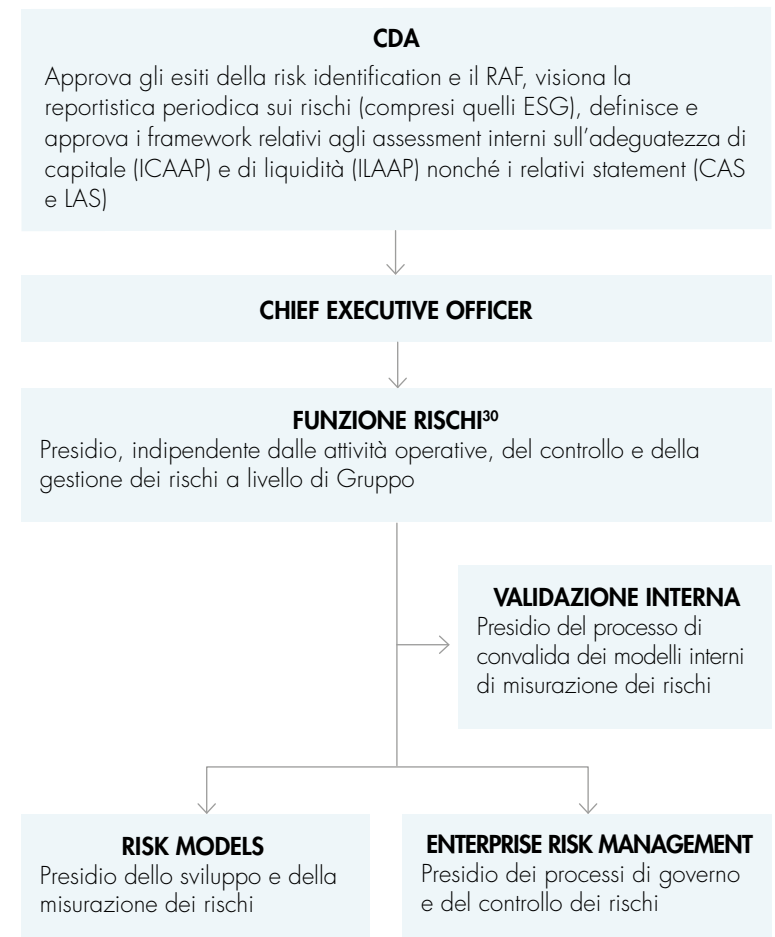 CDA
Approva gli esiti della risk identification e il RAF, visiona la
reportistica periodica sui rischi (compresi quelli ESG), definisce e
approva i framework relativi agli assessment interni sull'adeguatezza di
capitale (ICAAP) e di liquidità (ILAAP) nonché i relativi statement (CAS
e LAS)
CHIEF EXECUTIVE OFFICER
FUNZIONE RISCHI³⁰
Presidio, indipendente dalle attività operative, del controllo e della
gestione dei rischi a livello di Gruppo
VALIDAZIONE INTERNA
Presidio del processo di
convalida dei modelli interni
di misurazione dei rischi
RISK MODELS
Presidio dello sviluppo e della
misurazione dei rischi
ENTERPRISE RISK MANAGEMENT
Presidio dei processi di governo
e del controllo dei rischi